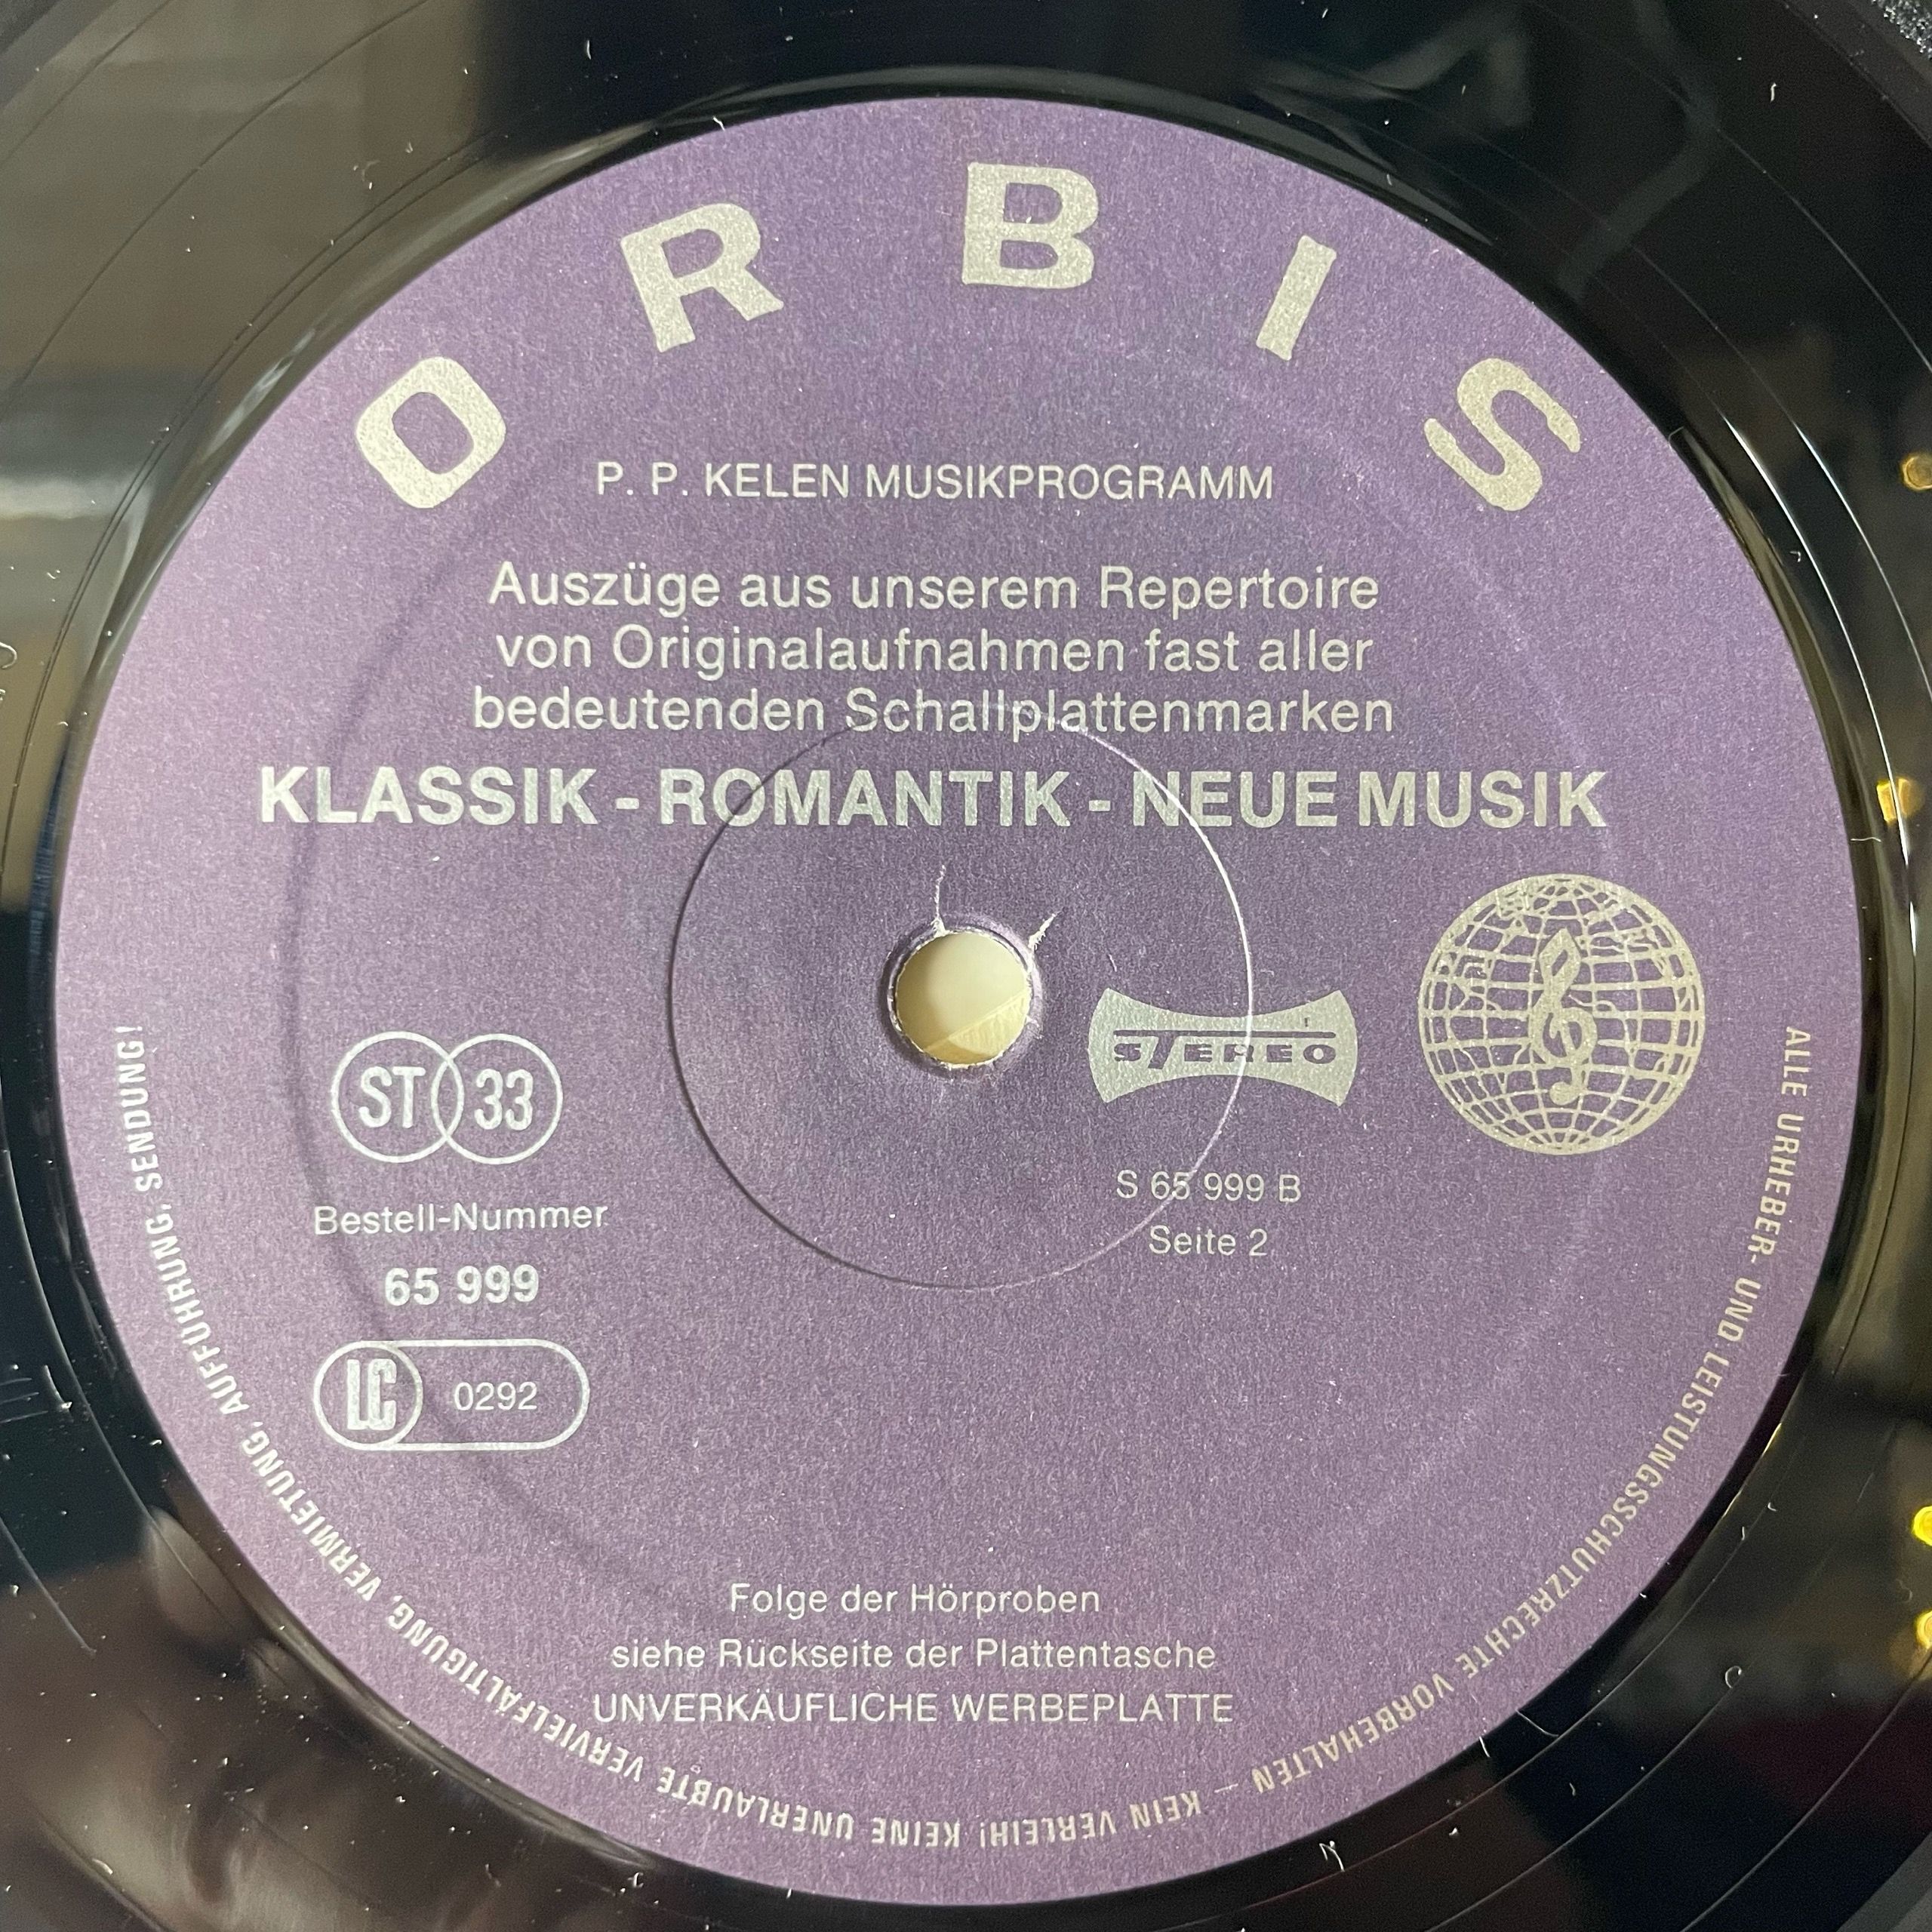 ORBIS
P. P. KELEN MUSIKPROGRAMM
Auszüge aus unserem Repertoire
von Originalaufnahmen fast aller
bedeutenden Schallplattenmarken
KLASSIK - ROMANTIK - NEUE MUSIK
ST 33
STEREO
Bestell-Nummer
65 999
LC 0292
S 65 999 B
Seite 2
Folge der Hörproben
siehe Rückseite der Plattentasche
UNVERKÄUFLICHE WERBEPLATTE
ALLE URHEBER- UND LEISTUNGSSCHUTZRECHTE VORBEHALTEN – KEIN VERLEIH! KEINE UNERLAUBTE VERVIELFÄLTIGUNG, VERMIETUNG, AUFFÜHRUNG, SENDUNG!